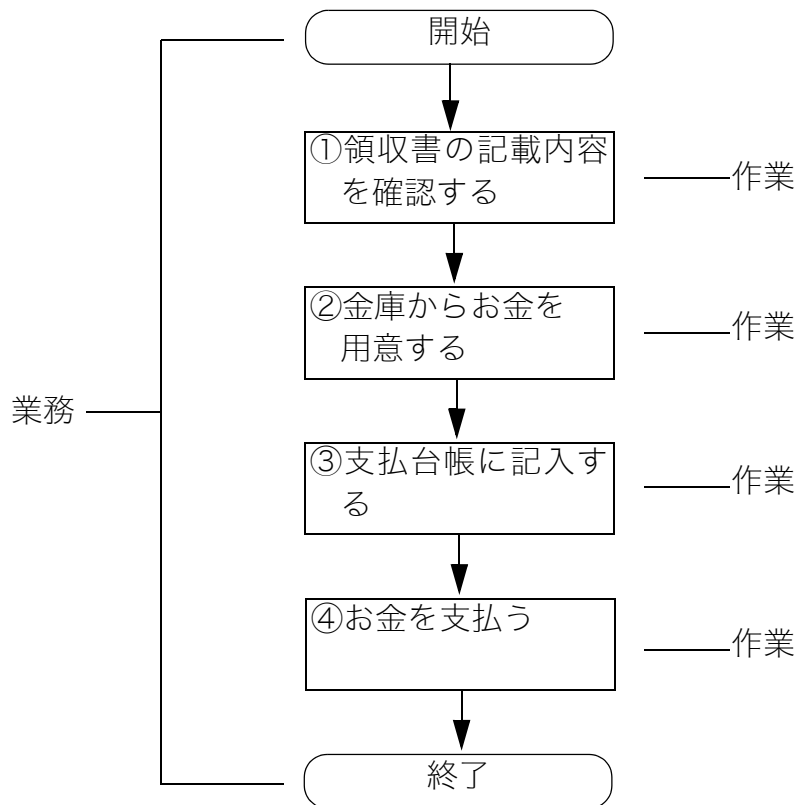 開始
①領収書の記載内容
を確認する
作業
②金庫からお金を
用意する
作業
業務
③支払台帳に記入す
る
作業
④お金を支払う
作業
終了